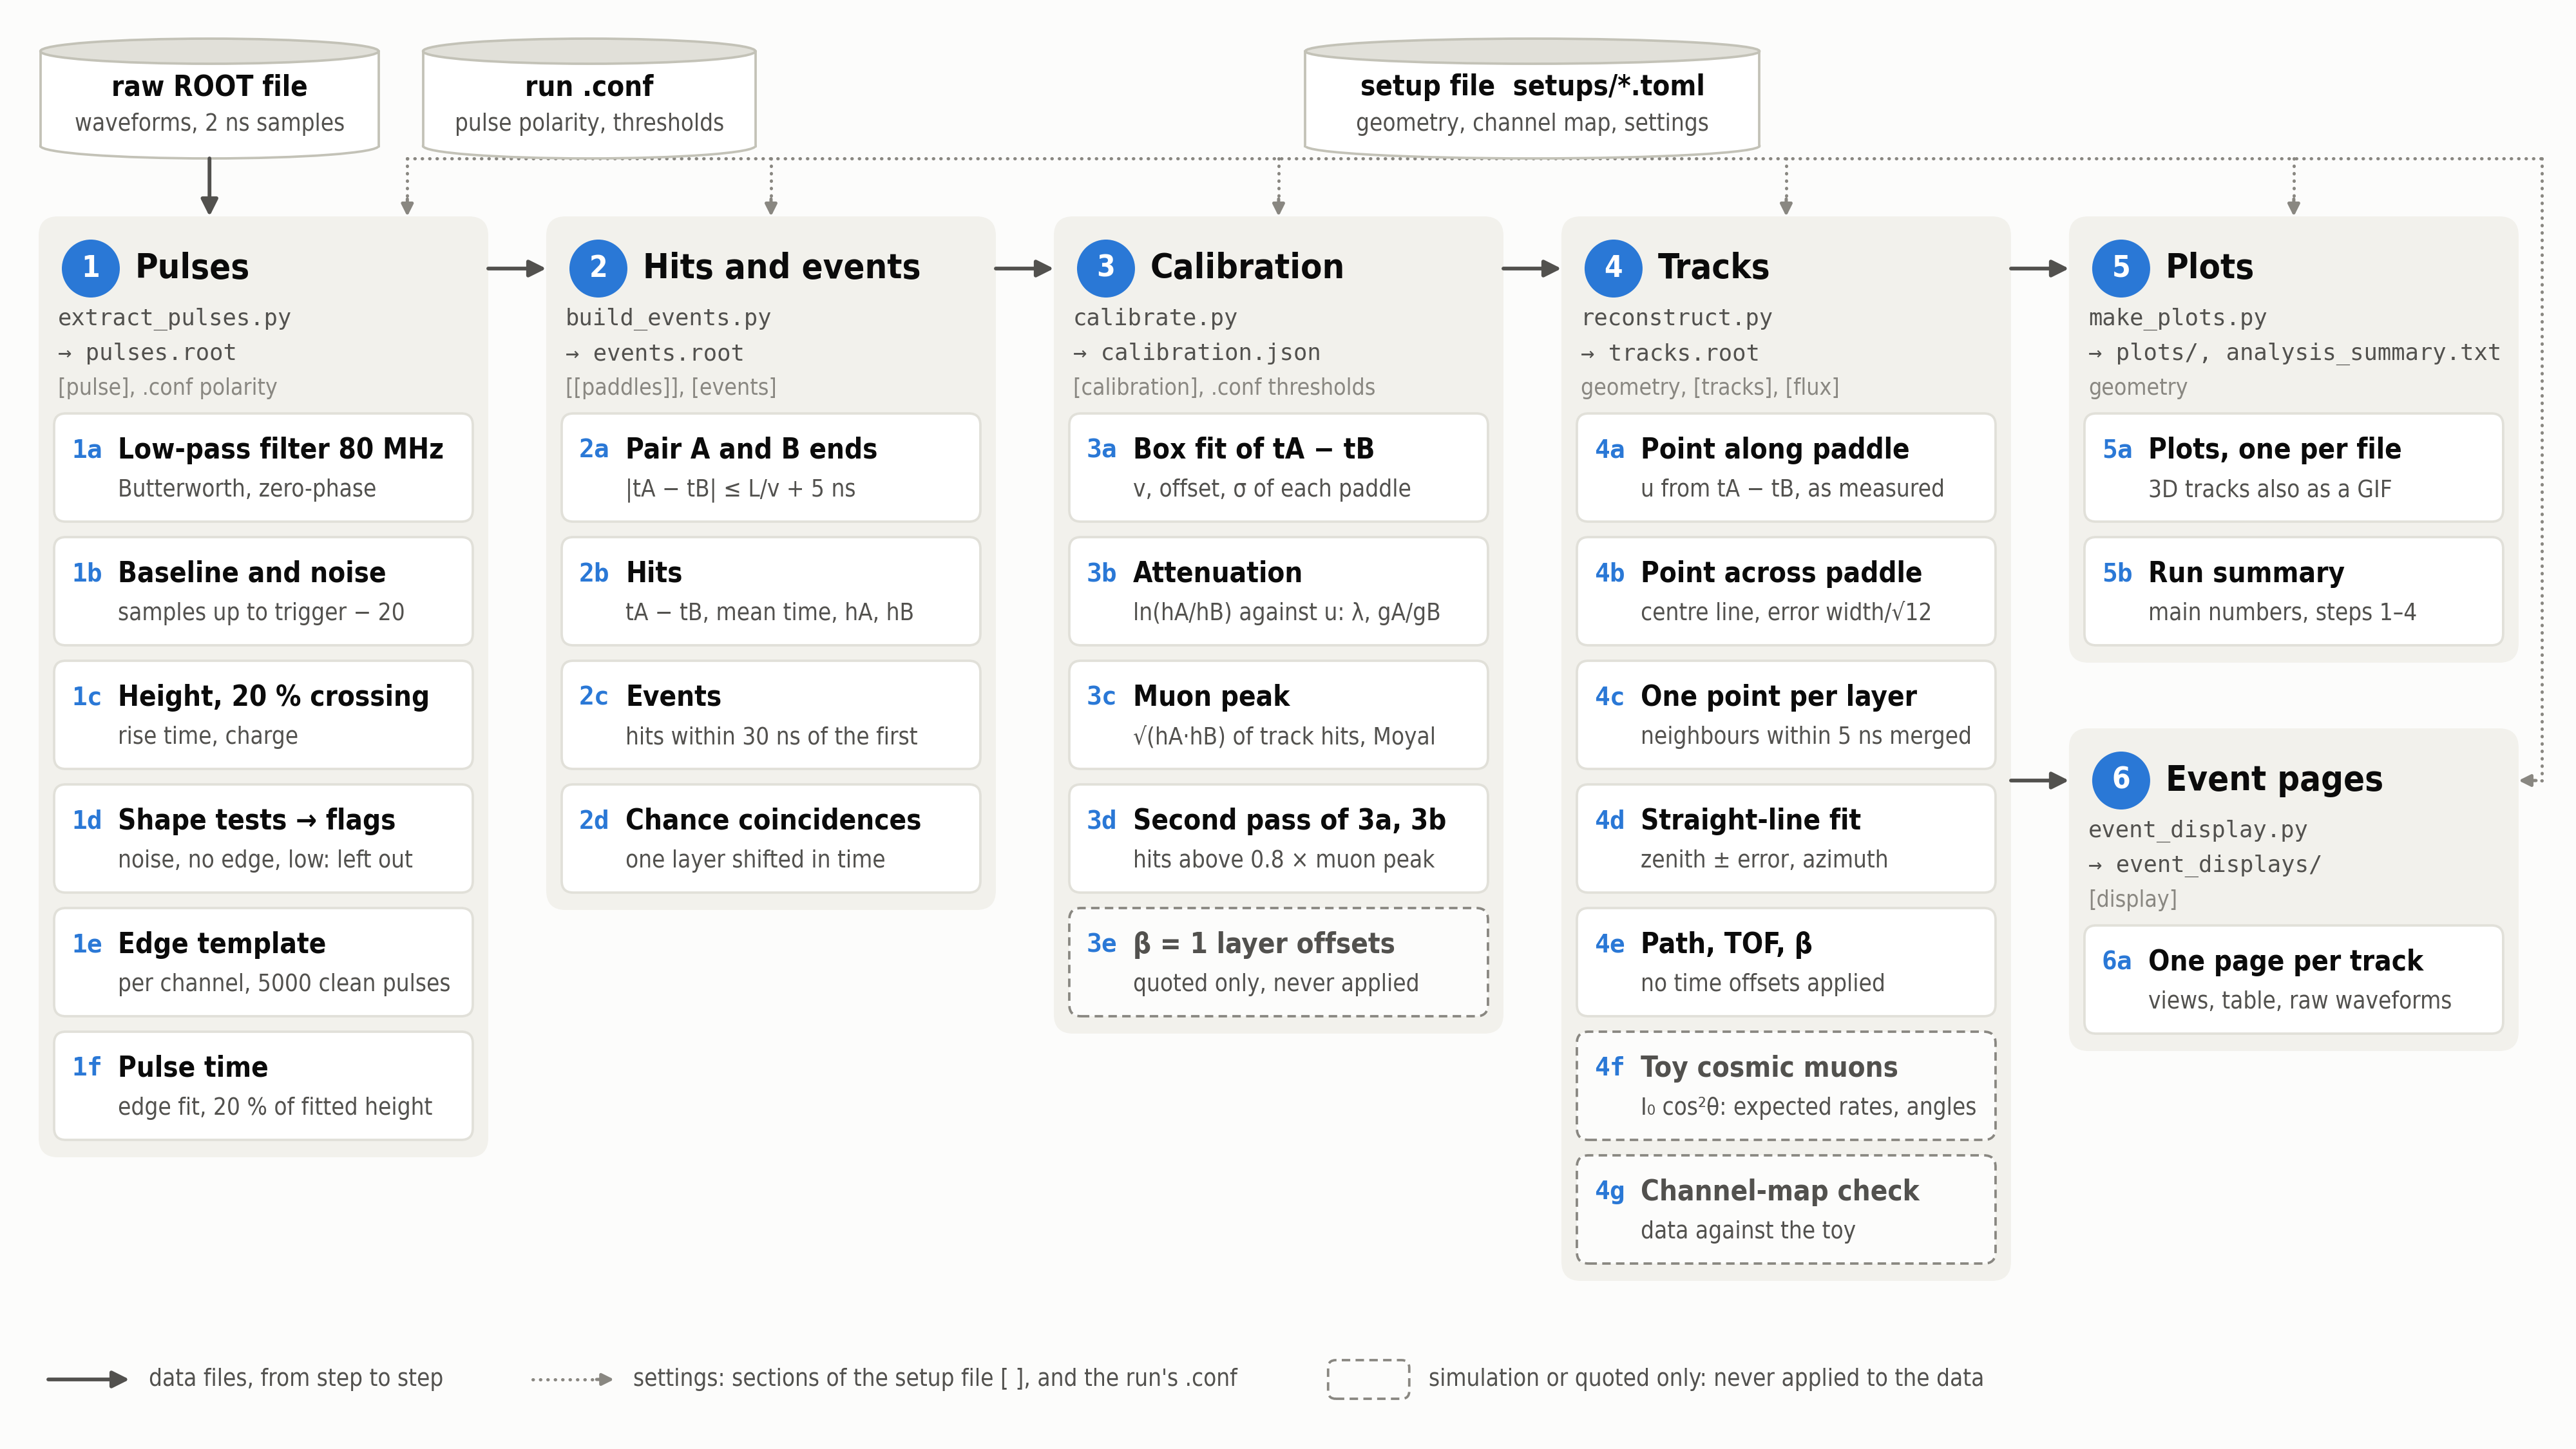 raw ROOT file
waveforms, 2 ns samples
run .conf
pulse polarity, thresholds
setup file  setups/*.toml
geometry, channel map, settings
1 Pulses
extract_pulses.py
→ pulses.root
[pulse], .conf polarity
1a Low-pass filter 80 MHz
Butterworth, zero-phase
1b Baseline and noise
samples up to trigger − 20
1c Height, 20 % crossing
rise time, charge
1d Shape tests → flags
noise, no edge, low: left out
1e Edge template
per channel, 5000 clean pulses
1f Pulse time
edge fit, 20 % of fitted height
2 Hits and events
build_events.py
→ events.root
[[paddles]], [events]
2a Pair A and B ends
|tA − tB| ≤ L/v + 5 ns
2b Hits
tA − tB, mean time, hA, hB
2c Events
hits within 30 ns of the first
2d Chance coincidences
one layer shifted in time
3 Calibration
calibrate.py
→ calibration.json
[calibration], .conf thresholds
3a Box fit of tA − tB
v, offset, σ of each paddle
3b Attenuation
ln(hA/hB) against u: λ, gA/gB
3c Muon peak
√(hA·hB) of track hits, Moyal
3d Second pass of 3a, 3b
hits above 0.8 × muon peak
3e β = 1 layer offsets
quoted only, never applied
4 Tracks
reconstruct.py
→ tracks.root
geometry, [tracks], [flux]
4a Point along paddle
u from tA − tB, as measured
4b Point across paddle
centre line, error width/√12
4c One point per layer
neighbours within 5 ns merged
4d Straight-line fit
zenith ± error, azimuth
4e Path, TOF, β
no time offsets applied
4f Toy cosmic muons
I₀ cos²θ: expected rates, angles
4g Channel-map check
data against the toy
5 Plots
make_plots.py
→ plots/, analysis_summary.txt
geometry
5a Plots, one per file
3D tracks also as a GIF
5b Run summary
main numbers, steps 1–4
6 Event pages
event_display.py
→ event_displays/
[display]
6a One page per track
views, table, raw waveforms
data files, from step to step
settings: sections of the setup file [ ], and the run's .conf
simulation or quoted only: never applied to the data